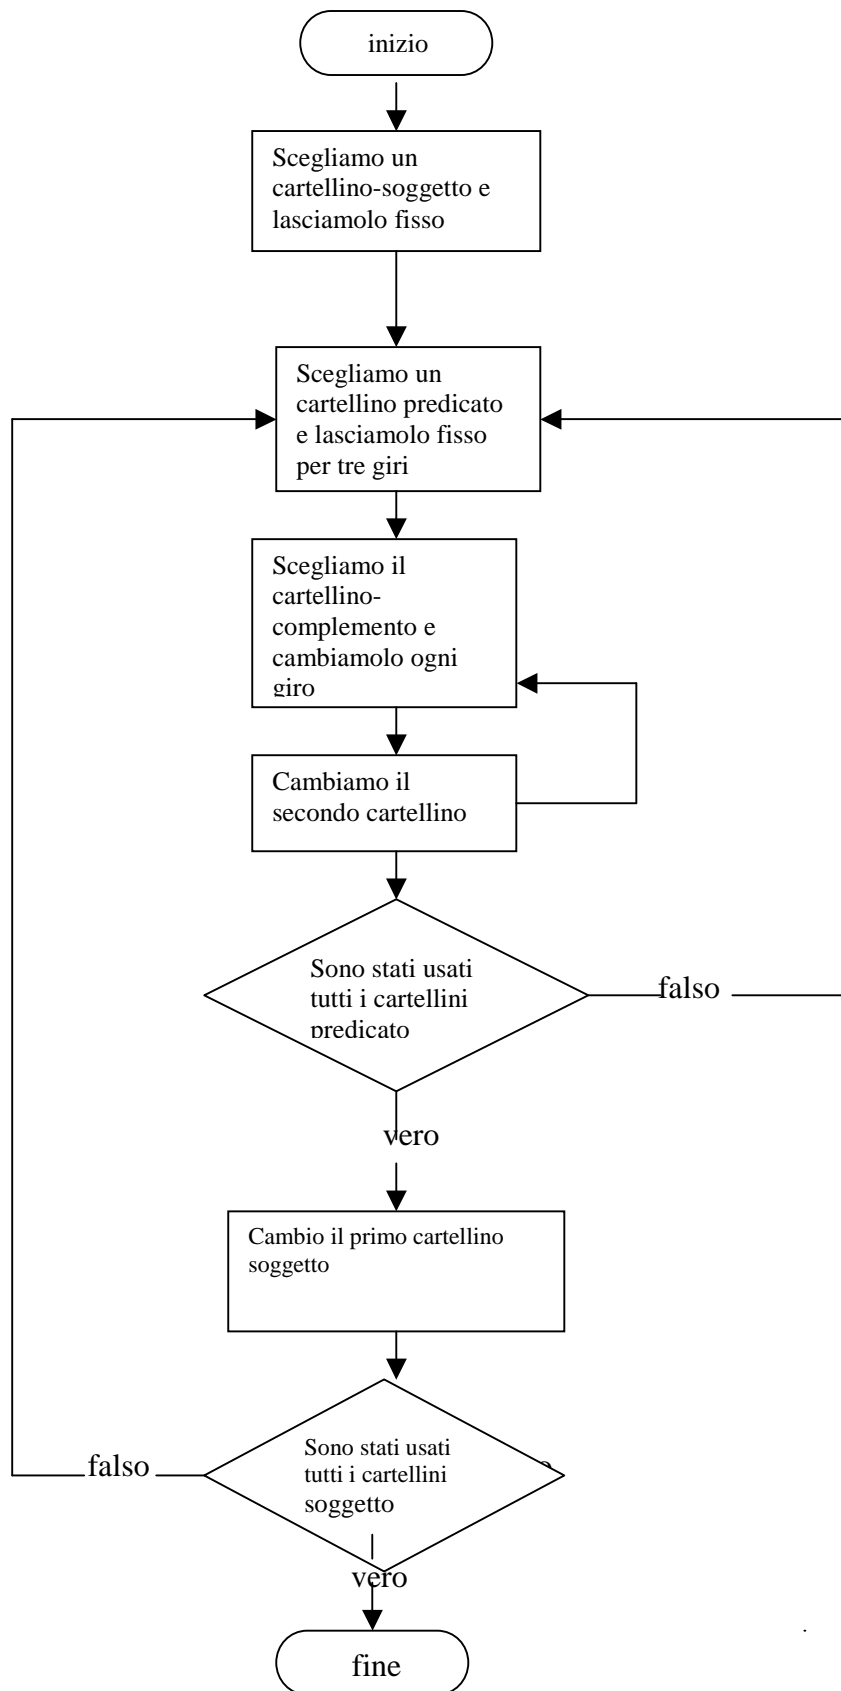 inizio
Scegliamo un
cartellino-soggetto e
lasciamolo fisso
Scegliamo un
cartellino predicato
e lasciamolo fisso
per tre giri
Scegliamo il
cartellino-
complemento e
cambiamolo ogni
giro
Cambiamo il
secondo cartellino
Sono stati usati
tutti i cartellini
predicato
falso
vero
Cambio il primo cartellino
soggetto
Sono stati usati
tutti i cartellini
soggetto
falso
vero
fine